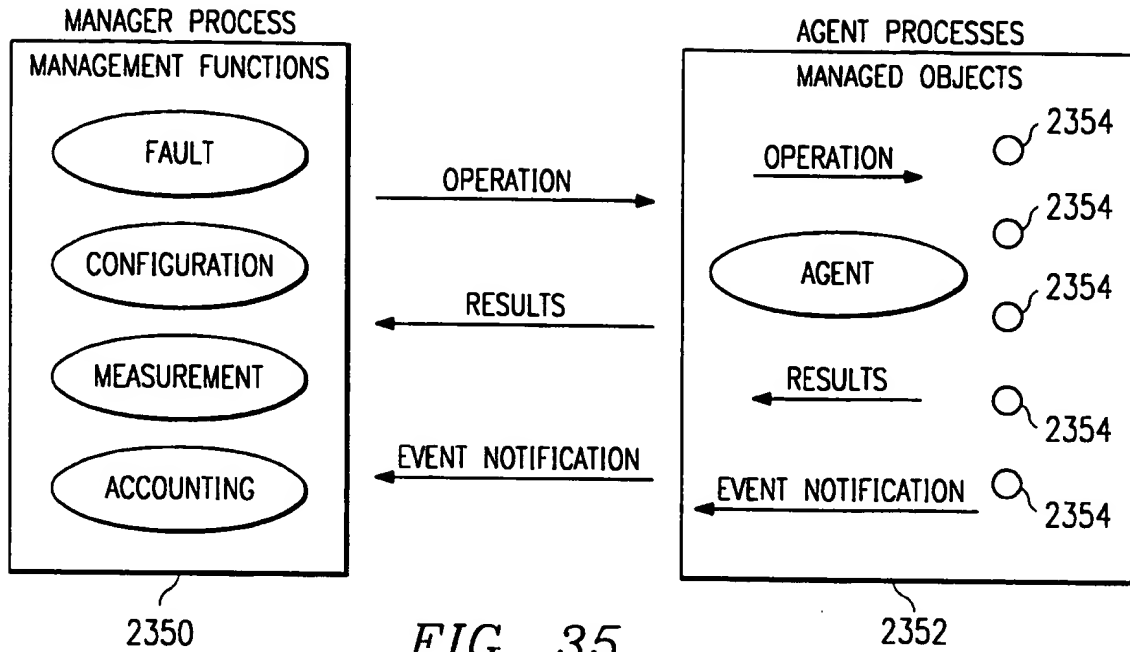 MANAGER PROCESS
MANAGEMENT FUNCTIONS
FAULT
CONFIGURATION
MEASUREMENT
ACCOUNTING
2350
OPERATION
RESULTS
EVENT NOTIFICATION
AGENT PROCESSES
MANAGED OBJECTS
OPERATION
AGENT
RESULTS
EVENT NOTIFICATION
2354
2354
2354
2354
2354
2352
FIG. 35